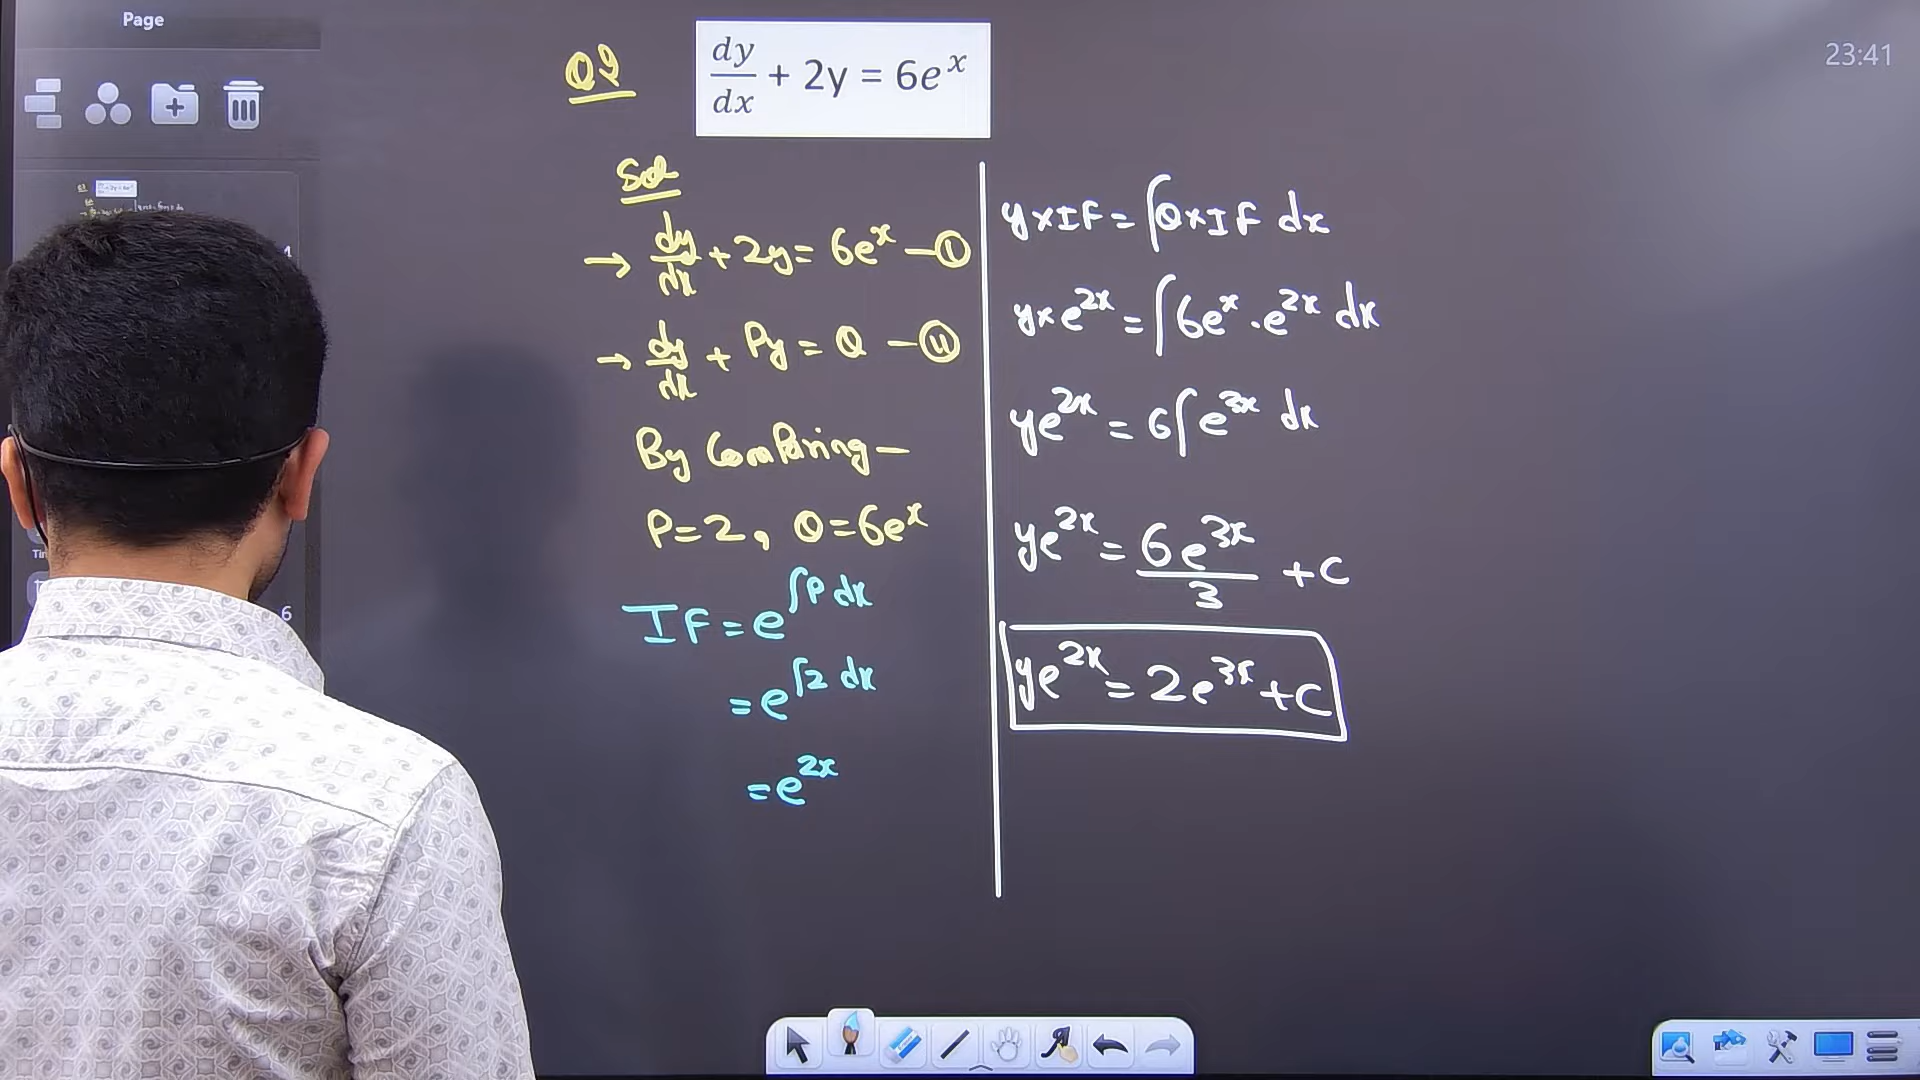 Page
23:41
Q2
dy/dx + 2y = 6e^x
Sol
→ dy/dx + 2y = 6e^x —①
→ dy/dx + Py = Q —⑪
By Comparing —
P=2, Q=6e^x
IF = e^∫P dx
= e^∫2 dx
= e^2x
y×IF = ∫Q×IF dx
y×e^2x = ∫6e^x . e^2x dx
ye^2x = 6∫e^3x dx
ye^2x = 6e^3x/3 + C
ye^2x = 2e^3x + C
6